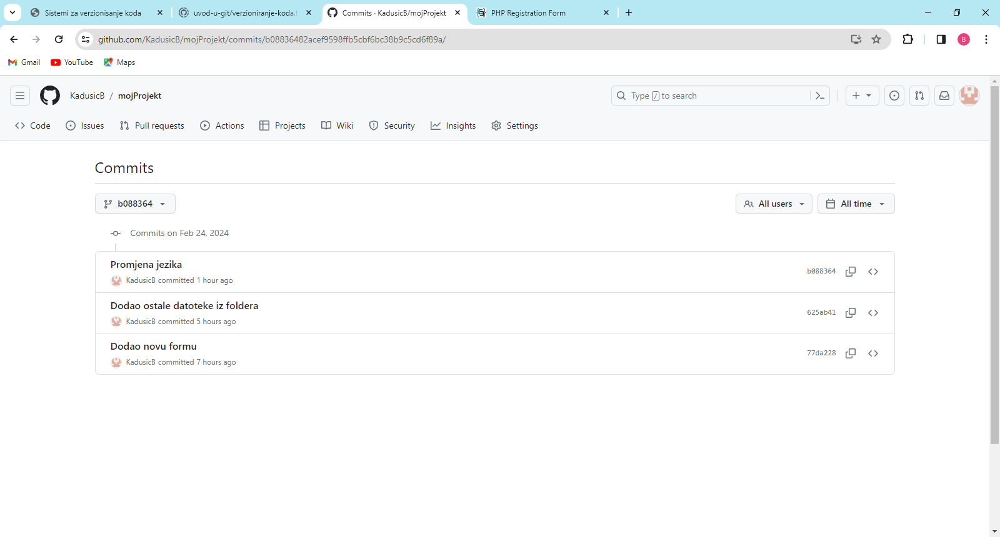 Sistemi za verzionisanje koda
uvod-u-git/verzioniranje-koda.t
Commits · KadusicB/mojProjekt
PHP Registration Form
github.com/KadusicB/mojProjekt/commits/b08836482acef9598ffb5cbf6bc38b9c5cd6f89a/
B
Gmail YouTube Maps
KadusicB / mojProjekt
Type / to search
Code Issues Pull requests Actions Projects Wiki Security Insights Settings
Commits
b088364
All users
All time
Commits on Feb 24, 2024
Promjena jezika
KadusicB committed 1 hour ago
b088364
Dodao ostale datoteke iz foldera
KadusicB committed 5 hours ago
625ab41
Dodao novu formu
KadusicB committed 7 hours ago
77da228